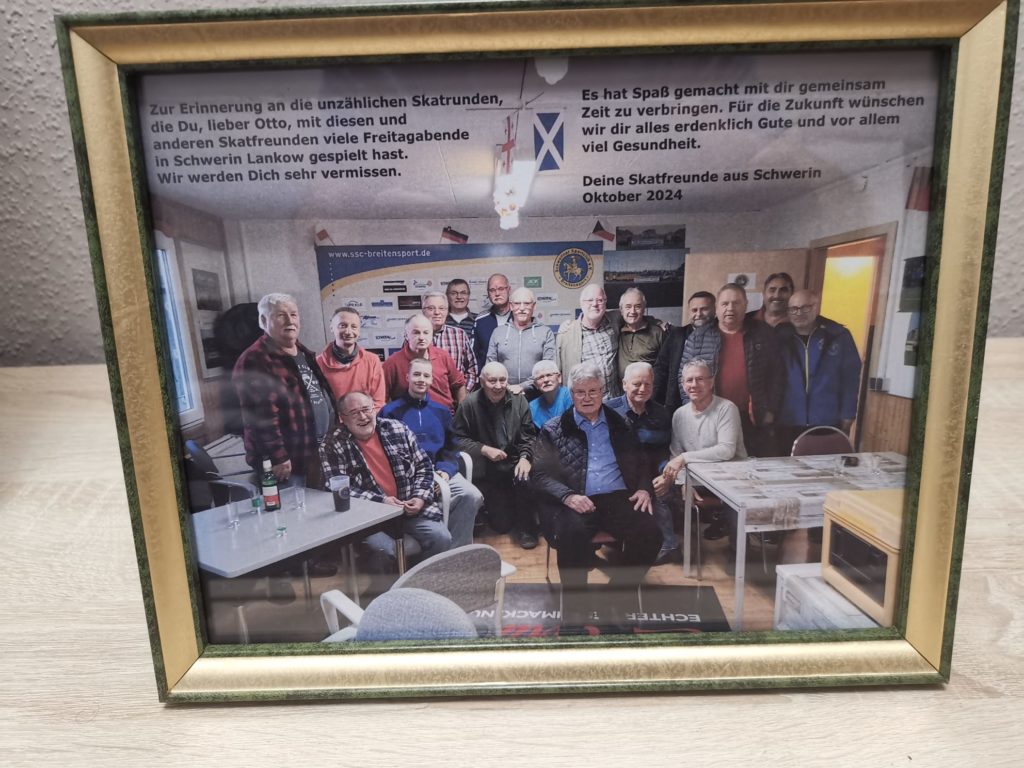 Zur Erinnerung an die unzählichen Skatrunden,
die Du, lieber Otto, mit diesen und
anderen Skatfreunden viele Freitagabende
in Schwerin Lankow gespielt hast.
Wir werden Dich sehr vermissen.
Es hat Spaß gemacht mit dir gemeinsam
Zeit zu verbringen. Für die Zukunft wünschen
wir dir alles erdenklich Gute und vor allem
viel Gesundheit.
Deine Skatfreunde aus Schwerin
Oktober 2024
www.ssc-breitensport.de
ECHTER